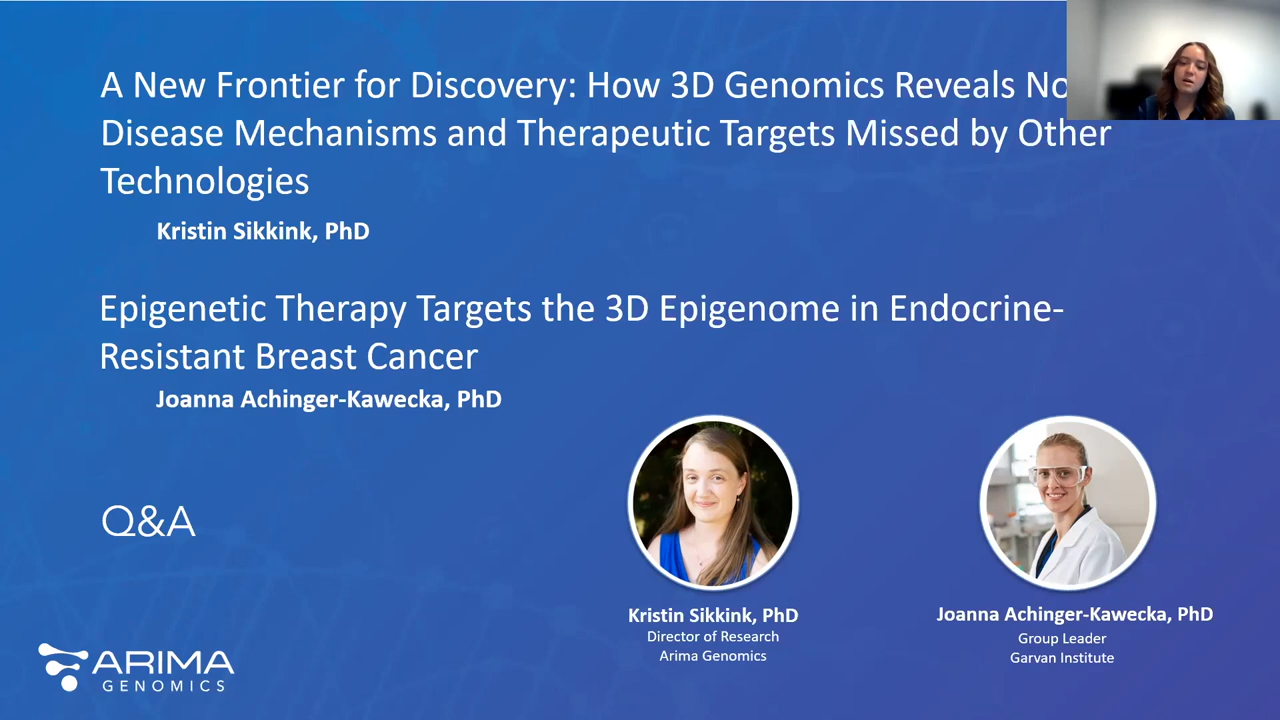 A New Frontier for Discovery: How 3D Genomics Reveals
Disease Mechanisms and Therapeutic Targets Missed by Other
Technologies
Kristin Sikkink, PhD
Epigenetic Therapy Targets the 3D Epigenome in Endocrine-
Resistant Breast Cancer
Joanna Achinger-Kawecka, PhD
Q&A
Kristin Sikkink, PhD
Director of Research
Arima Genomics
Joanna Achinger-Kawecka, PhD
Group Leader
Garvan Institute
ARIMA
GENOMICS